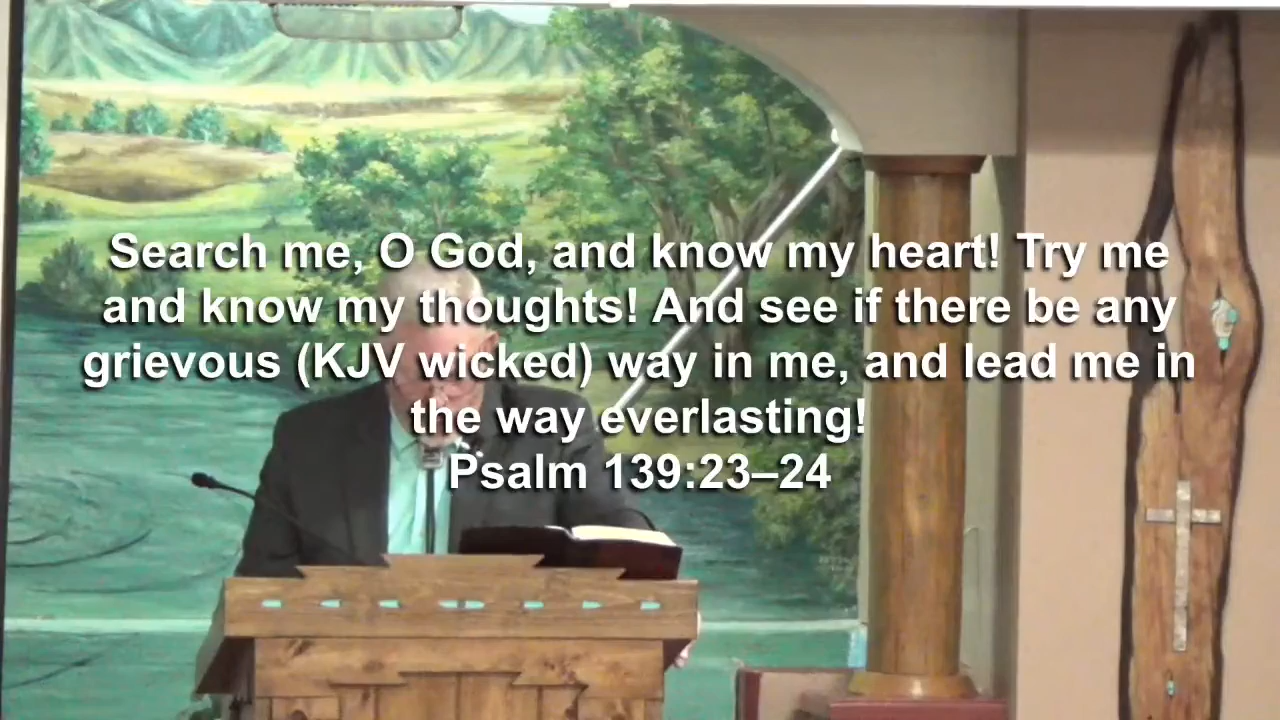 Search me, O God, and know my heart! Try me
and know my thoughts! And see if there be any
grievous (KJV wicked) way in me, and lead me in
the way everlasting!
Psalm 139:23–24